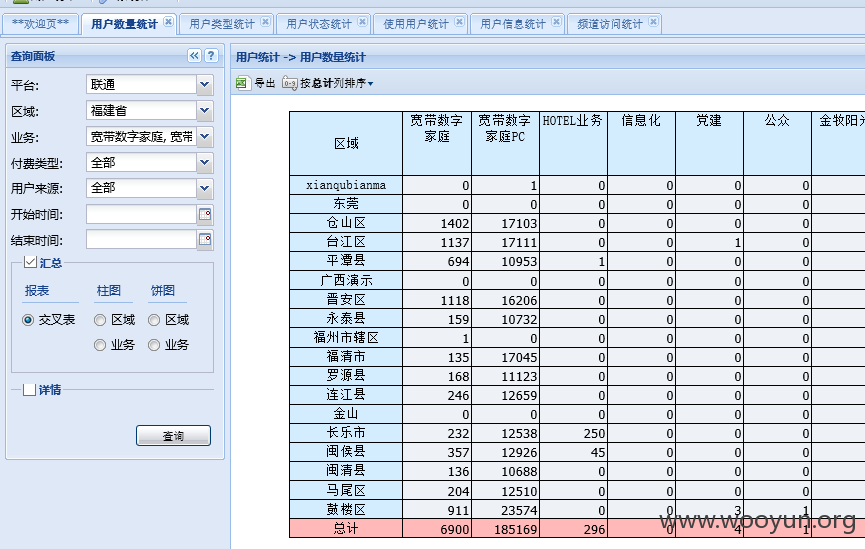 **欢迎页** 用户数量统计 用户类型统计 用户状态统计 使用用户统计 用户信息统计 频道访问统计
查询面板
平台: 联通
区域: 福建省
业务: 宽带数字家庭, 宽带
付费类型: 全部
用户来源: 全部
开始时间:
结束时间:
汇总
报表 柱图 饼图
交叉表 区域 区域
业务 业务
详情
查询
用户统计 -> 用户数量统计
导出 按总计列排序
区域 宽带数字家庭 宽带数字家庭PC HOTEL业务 信息化 党建 公众 金牧阳光
xianqubianma 0 1 0 0 0 0
东莞 0 0 0 0 0 0
仓山区 1402 17103 0 0 0 0
台江区 1137 17111 0 0 1 0
平潭县 694 10953 1 0 0 0
广西演示 0 0 0 0 0 0
晋安区 1118 16206 0 0 0 0
永泰县 159 10732 0 0 0 0
福州市辖区 1 0 0 0 0 0
福清市 135 17045 0 0 0 0
罗源县 168 11123 0 0 0 0
连江县 246 12659 0 0 0 0
金山 0 0 0 0 0 0
长乐市 232 12538 250 0 0 0
闽侯县 357 12926 45 0 0 0
闽清县 136 10688 0 0 0 0
马尾区 204 12510 0 0 0 0
鼓楼区 911 23574 0 0 3 1
总计 6900 185169 296 0 4 1
www.wooyun.org